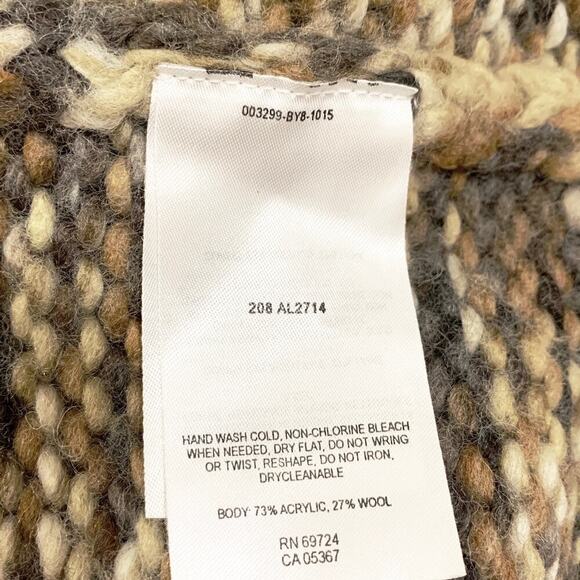 003299-BY8-1015
208 AL2714
HAND WASH COLD, NON-CHLORINE BLEACH
WHEN NEEDED, DRY FLAT, DO NOT WRING
OR TWIST, RESHAPE, DO NOT IRON,
DRYCLEANABLE
BODY: 73% ACRYLIC, 27% WOOL
RN 69724
CA 05367